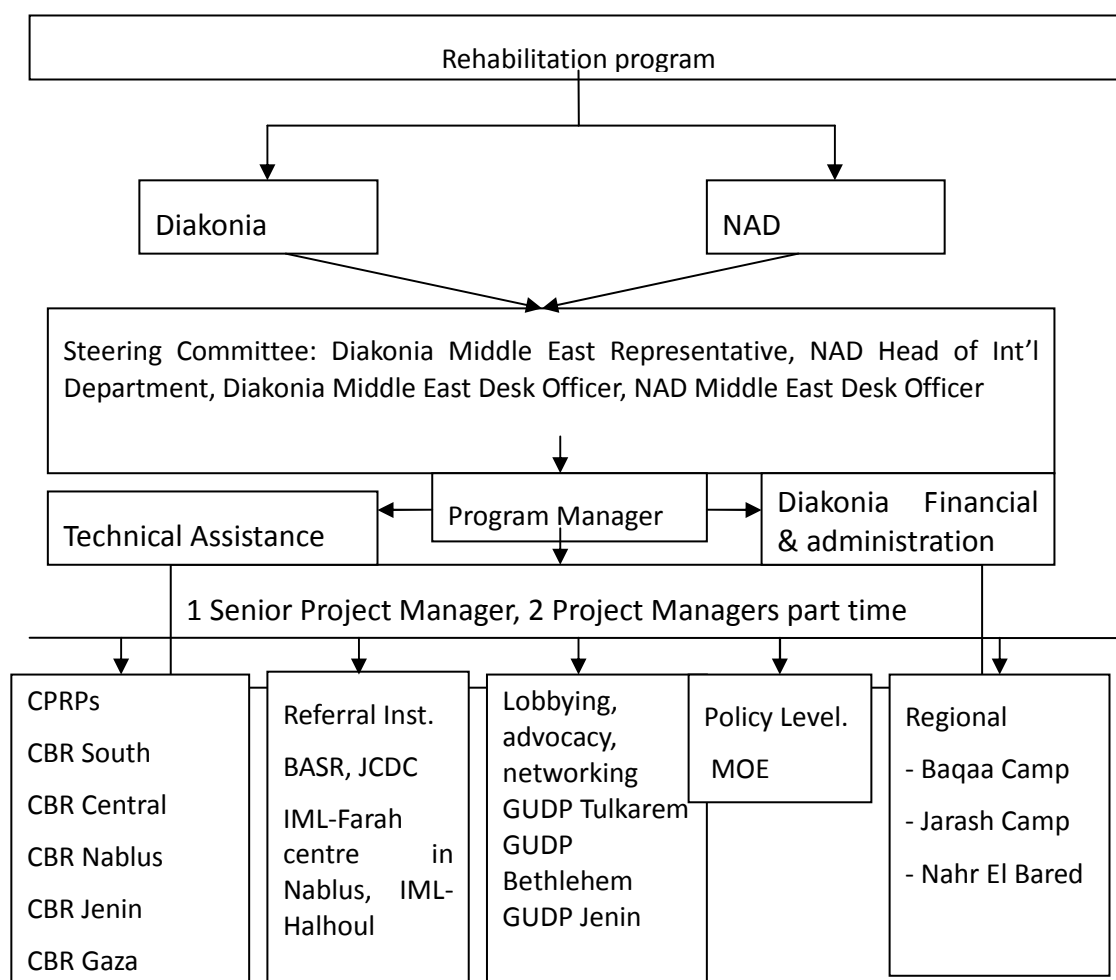 Rehabilitation program
Diakonia
NAD
Steering Committee: Diakonia Middle East Representative, NAD Head of Int'l
Department, Diakonia Middle East Desk Officer, NAD Middle East Desk Officer
Technical Assistance
Program Manager
Diakonia Financial
& administration
1 Senior Project Manager, 2 Project Managers part time
CPRPs
CBR South
CBR Central
CBR Nablus
CBR Jenin
CBR Gaza
Referral Inst.
BASR, JCDC
IML-Farah
centre in
Nablus, IML-
Halhoul
Lobbying,
advocacy,
networking
GUDP Tulkarem
GUDP
Bethlehem
GUDP Jenin
Policy Level.
MOE
Regional
- Baqaa Camp
- Jarash Camp
- Nahr El Bared